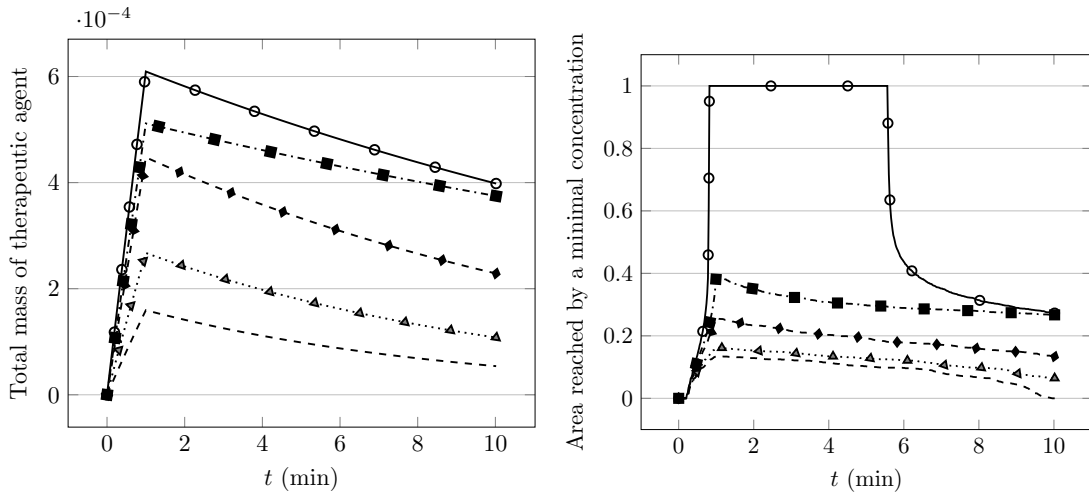 ·10⁻⁴
Total mass of therapeutic agent
6
4
2
0
0 2 4 6 8 10
t (min)
Area reached by a minimal concentration
1
0.8
0.6
0.4
0.2
0
0 2 4 6 8 10
t (min)